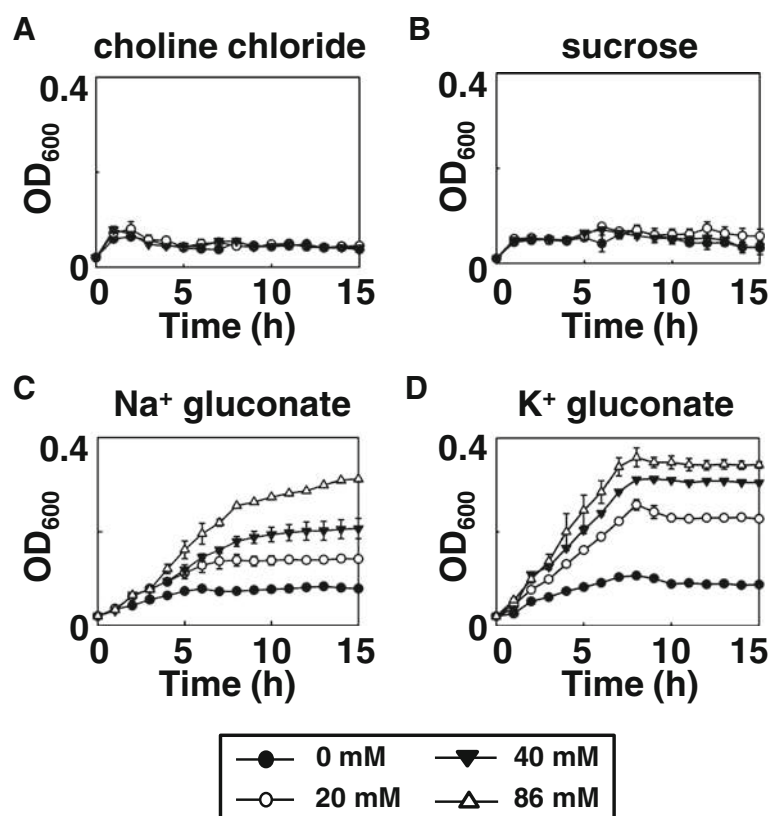 A
choline chloride
0.4
OD600
0
0 5 10 15
Time (h)
B
sucrose
0.4
OD600
0
0 5 10 15
Time (h)
C
Na+ gluconate
0.4
OD600
0
0 5 10 15
Time (h)
D
K+ gluconate
0.4
OD600
0
0 5 10 15
Time (h)
0 mM
40 mM
20 mM
86 mM